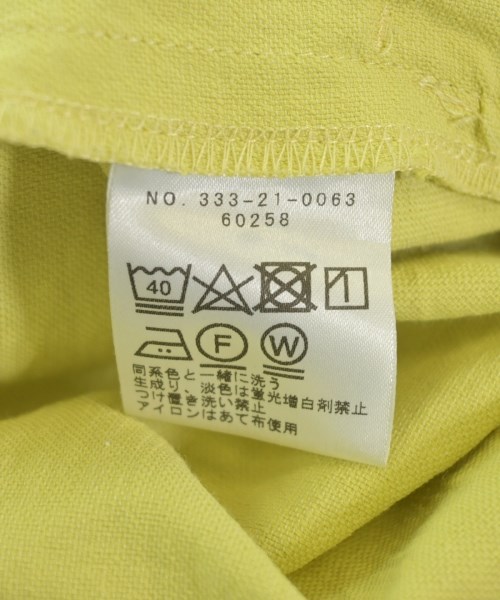 NO. 333-21-0063
60258
40
F W
同系色と一緒に洗う
生成り、淡色は蛍光増白剤禁止
つけ置き洗い禁止
アイロンはあて布使用